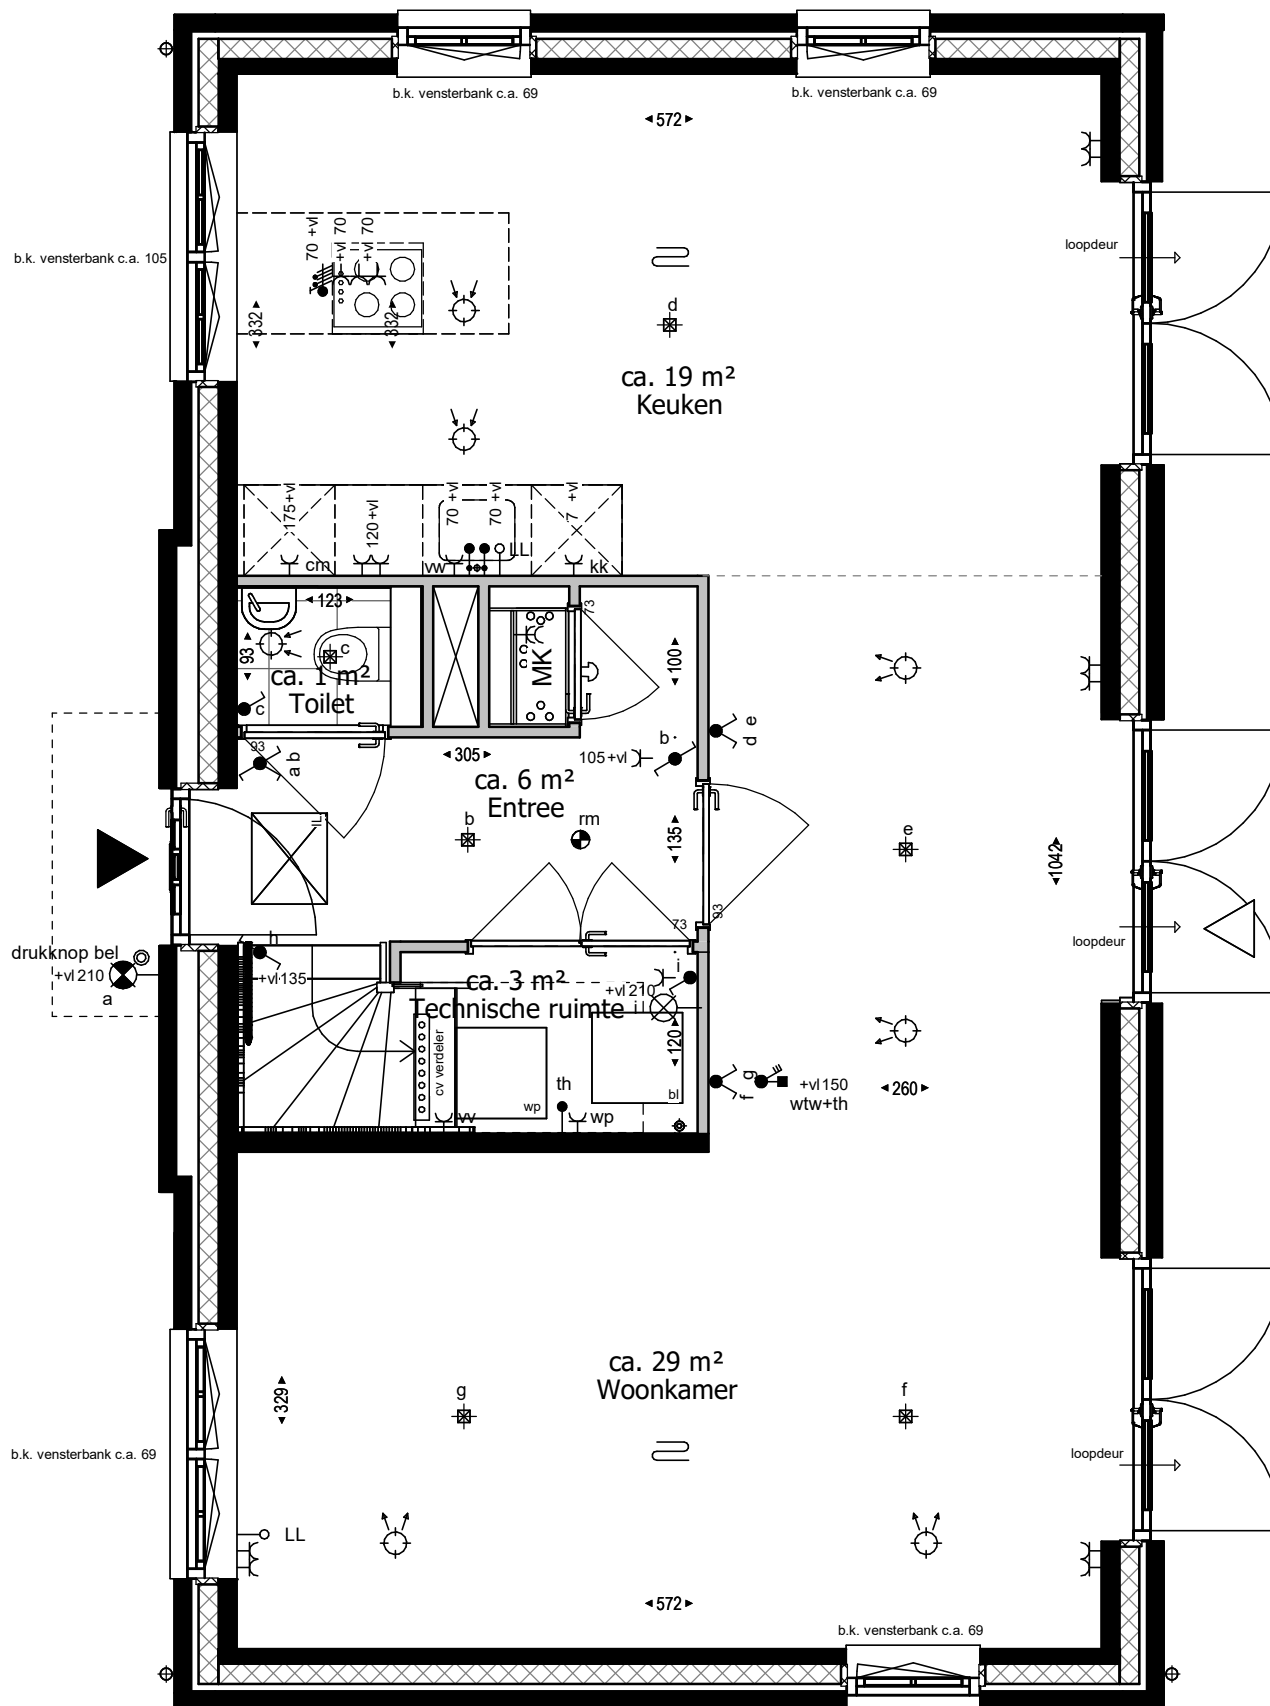 b.k. vensterbank c.a. 69
b.k. vensterbank c.a. 69
572
b.k. vensterbank c.a. 105
70 +vl
+vl 70
+vl 70
loopdeur
332
332
d
ca. 19 m²
Keuken
175+vl
120 +vl
70 +vl
70 +vl
7 +vl
cm
vw
LL
kk
123
73
93
c
MK
100
ca. 1 m²
Toilet
c
d e
93
a b
305
105+vl
b
ca. 6 m²
Entree
b
rm
135
e
1042
93
73
h
drukknop bel
+vl 210
a
+vl 135
ca. 3 m²
Technische ruimte
+vl 210
i
i
loopdeur
120
cv verdeler
wp
th
bl
f g
+vl 150
wtw+th
260
vv
wp
ca. 29 m²
Woonkamer
329
g
f
b.k. vensterbank c.a. 69
loopdeur
LL
572
b.k. vensterbank c.a. 69